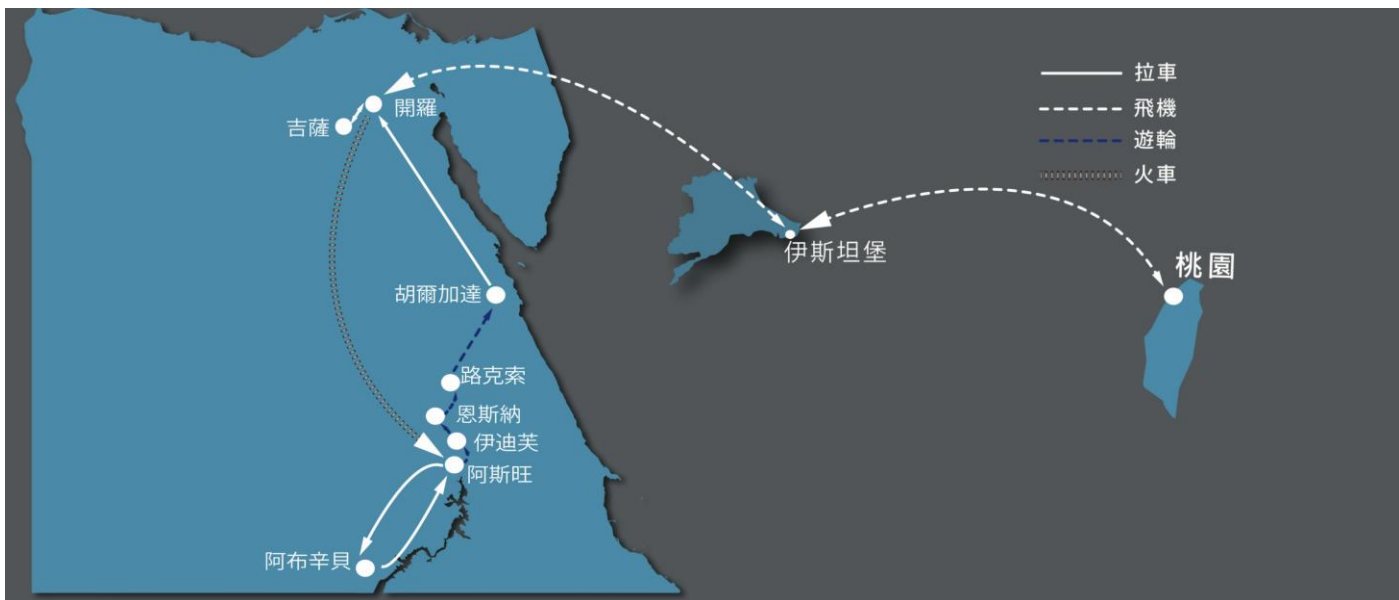 拉車
飛機
遊輪
火車
開羅
吉薩
伊斯坦堡
桃園
胡爾加達
路克索
恩斯納
伊迪芙
阿斯旺
阿布辛貝